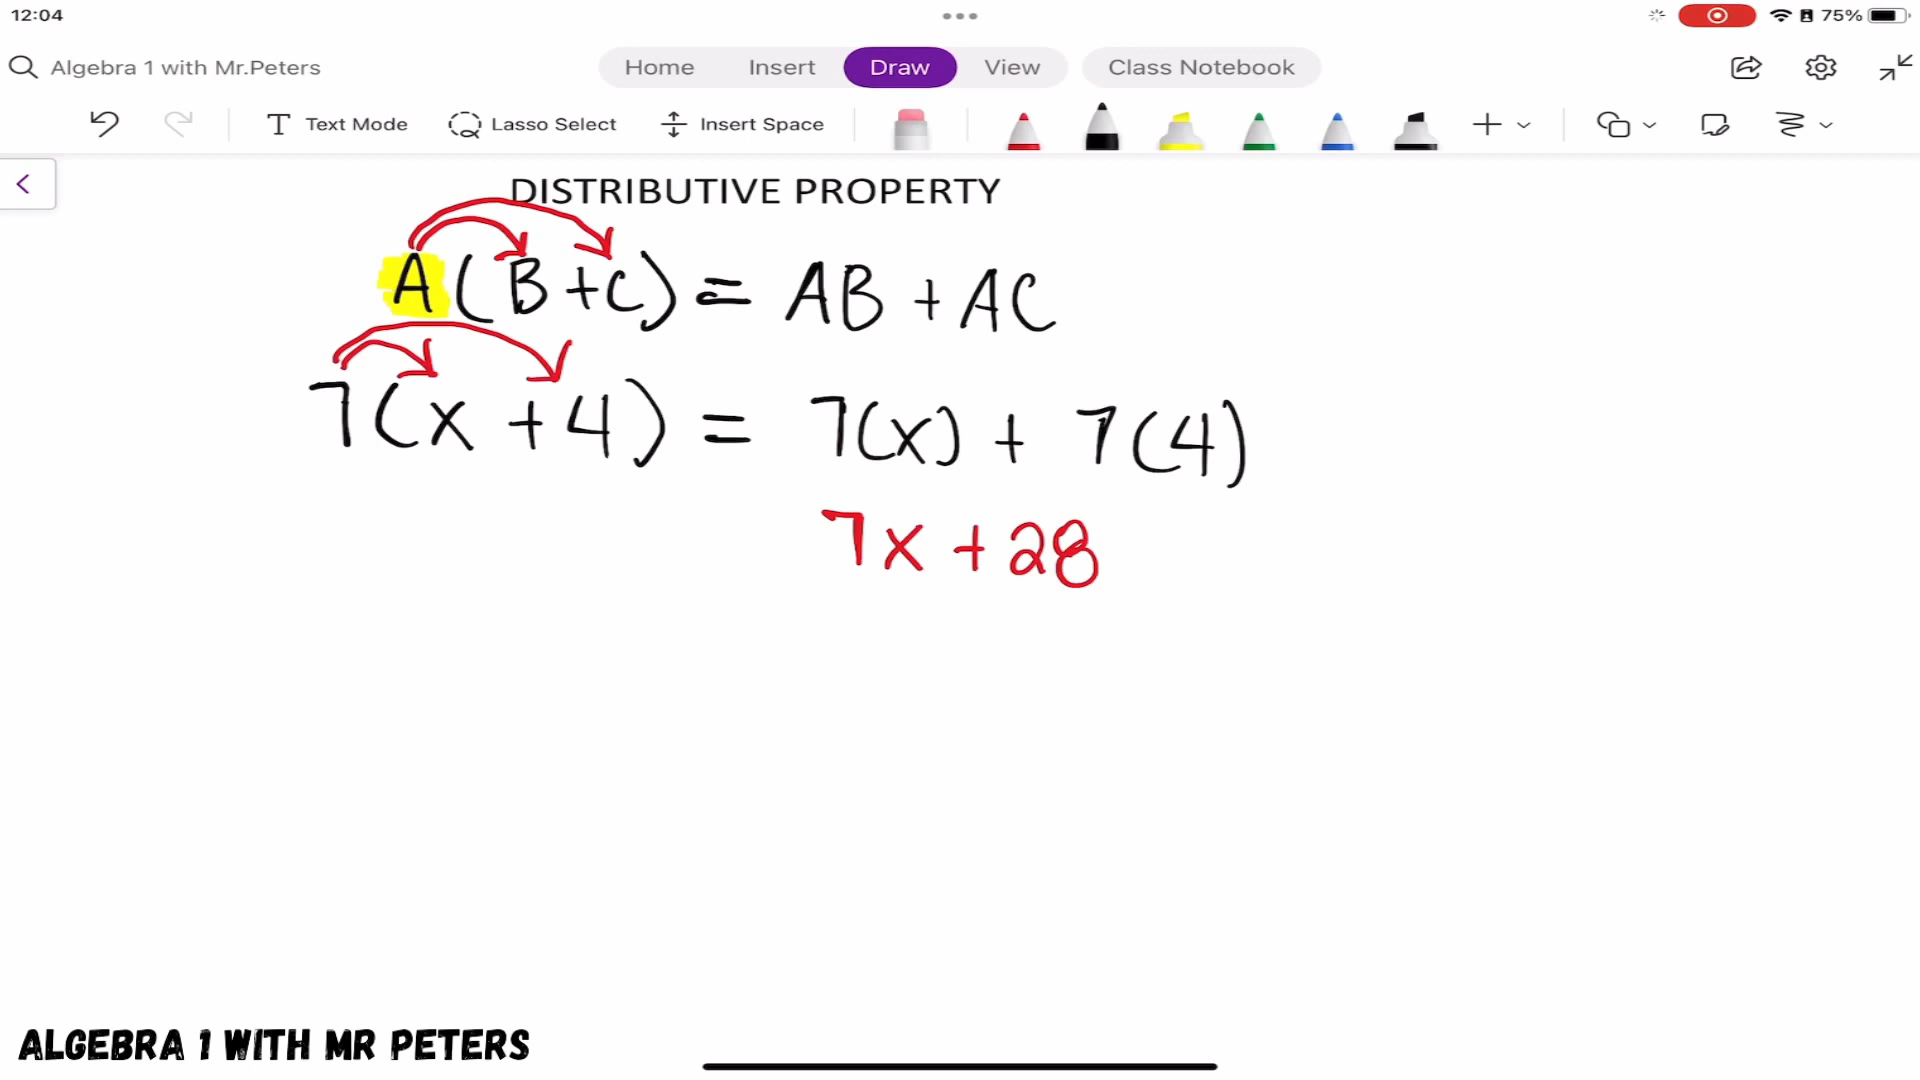 12:04
75%
Algebra 1 with Mr.Peters
Home Insert Draw View Class Notebook
T Text Mode Lasso Select Insert Space
DISTRIBUTIVE PROPERTY
A(B+C) = AB + AC
7(x + 4) = 7(x) + 7(4)
7x + 28
ALGEBRA 1 WITH MR PETERS